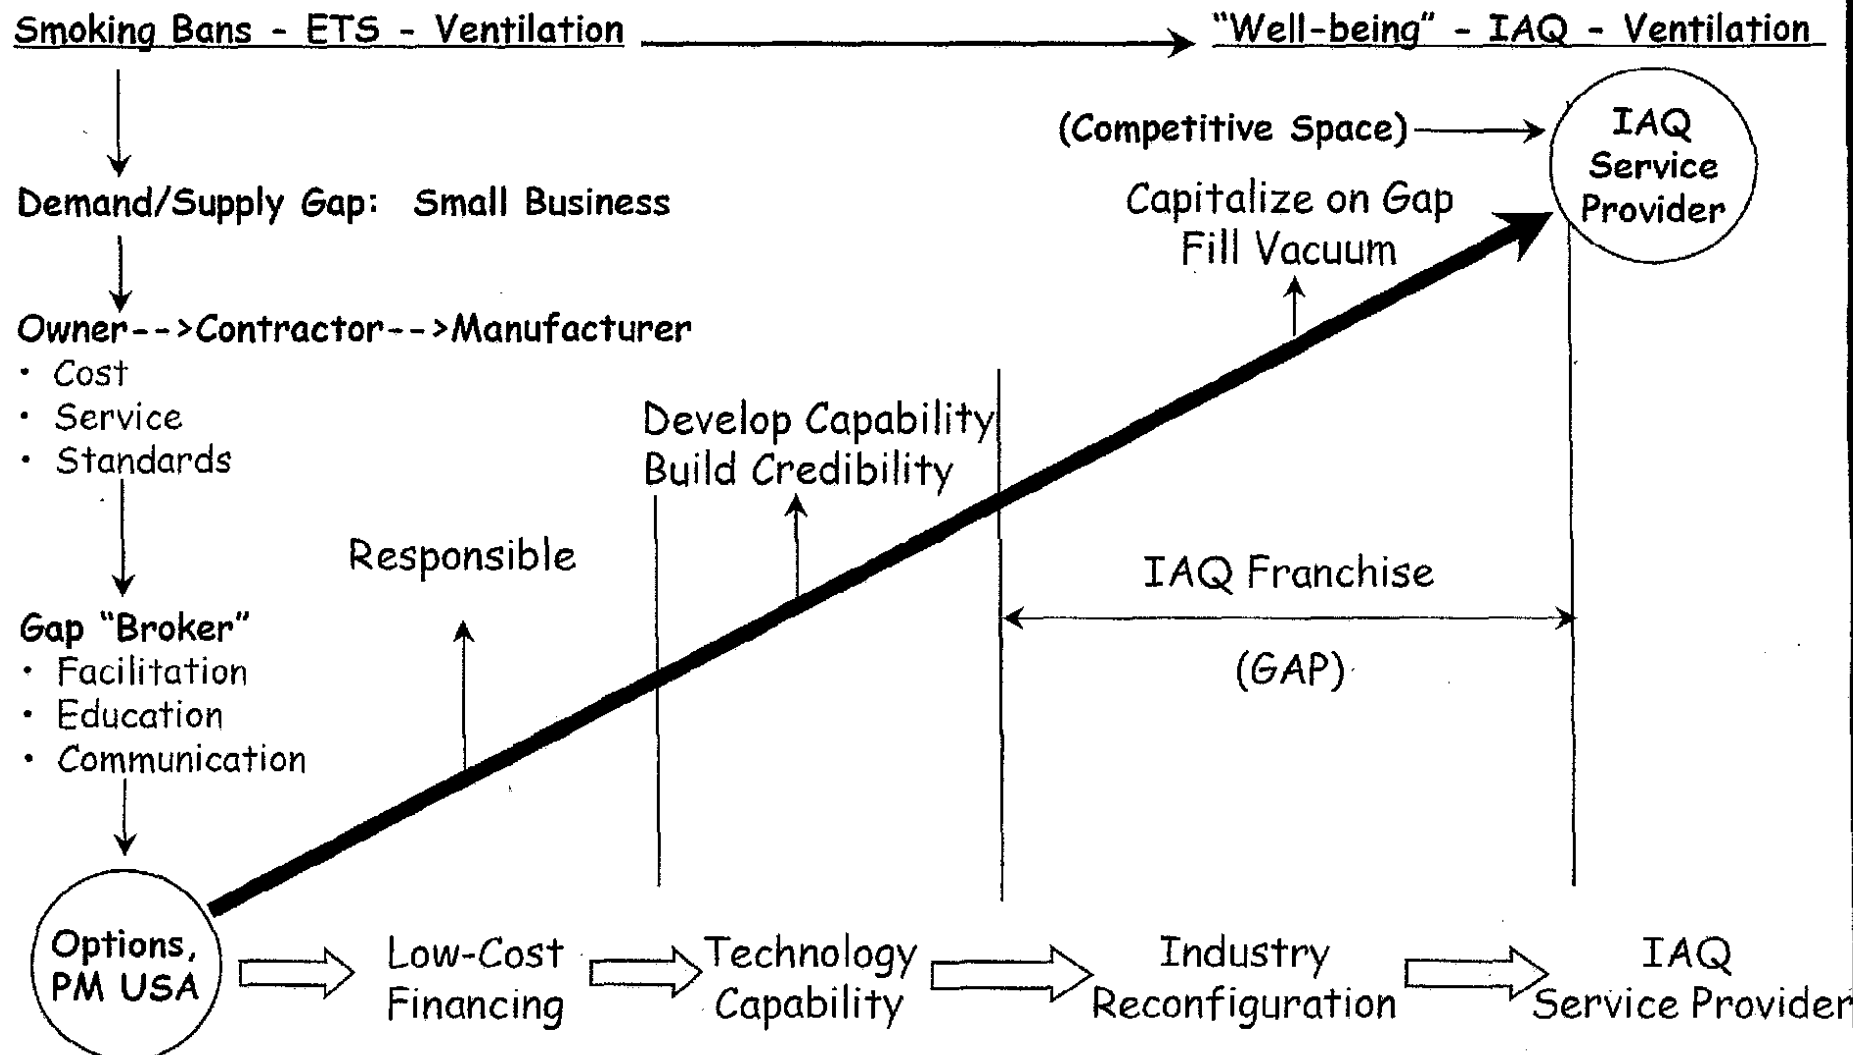 Smoking Bans - ETS - Ventilation
"Well-being" - IAQ - Ventilation
(Competitive Space)
IAQ
Service
Provider
Capitalize on Gap
Fill Vacuum
Demand/Supply Gap: Small Business
Owner-->Contractor-->Manufacturer
· Cost
· Service
· Standards
Develop Capability
Build Credibility
Responsible
IAQ Franchise
(GAP)
Gap "Broker"
· Facilitation
· Education
· Communication
Options,
PM USA
Low-Cost
Financing
Technology
Capability
Industry
Reconfiguration
IAQ
Service Provider